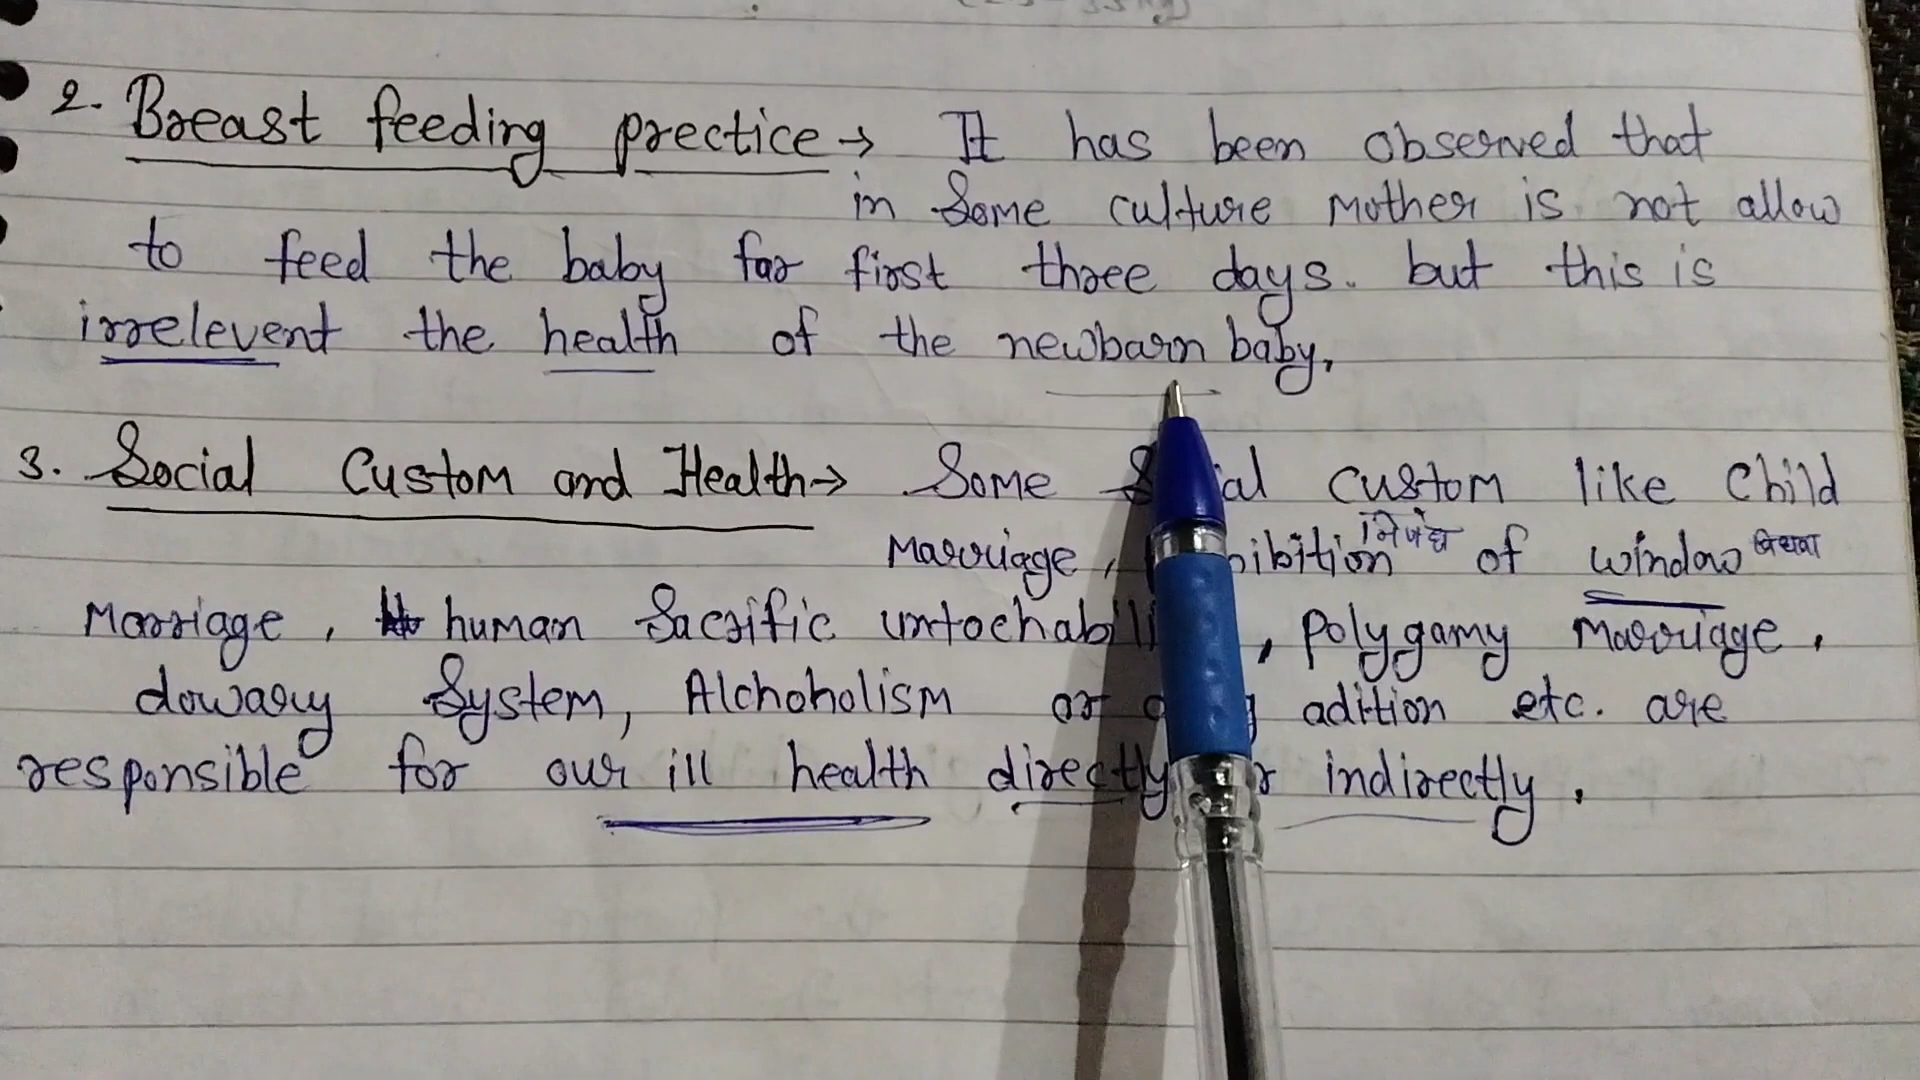 2. Breast feeding prectice → It has been observed that
in Some culture Mother is not allow
to feed the baby for first three days. but this is
irrelevent the health of the newbarn baby.
3. Social Custom and Health → Some custom like Child
Marriage, of window विधवा
Marriage, human Sacrific , polygamy Marriage,
dowary System, Alchoholism or adition etc. are
responsible for our ill health directly indirectly.